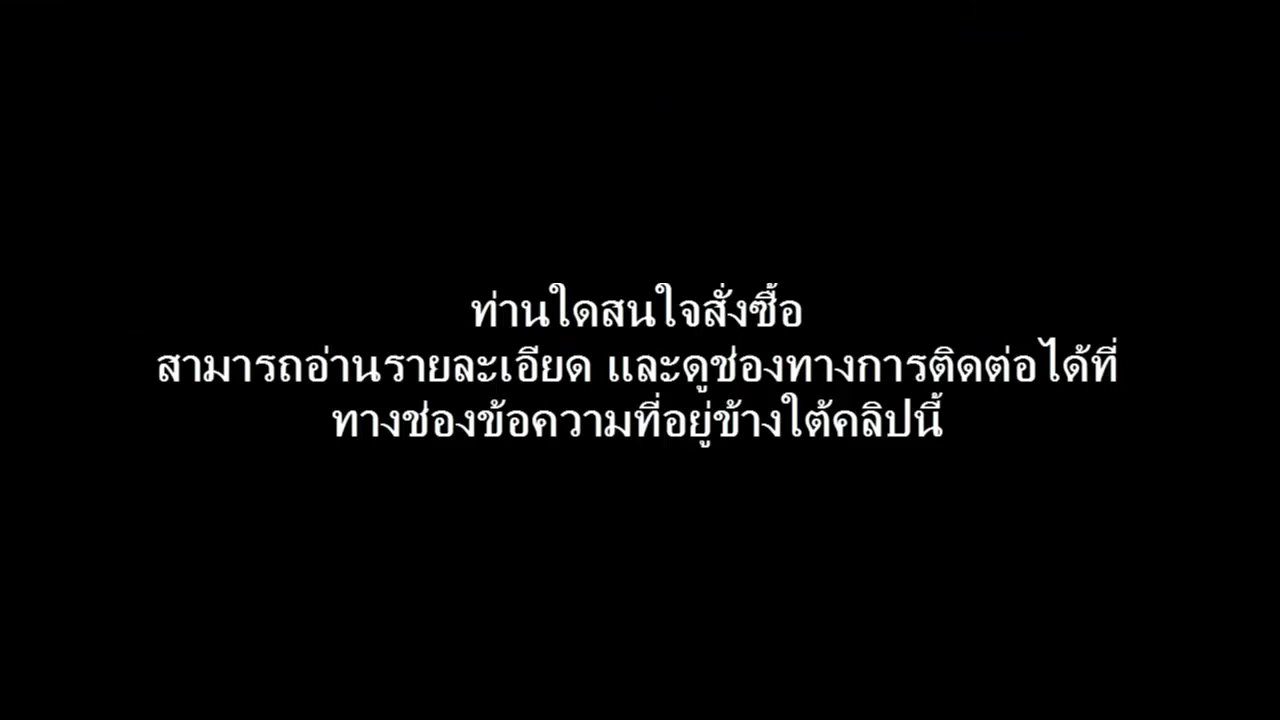 ท่านใดสนใจสั่งซื้อ
สามารถอ่านรายละเอียด และดูช่องทางการติดต่อได้ที่
ทางช่องข้อความที่อยู่ข้างใต้คลิปนี้